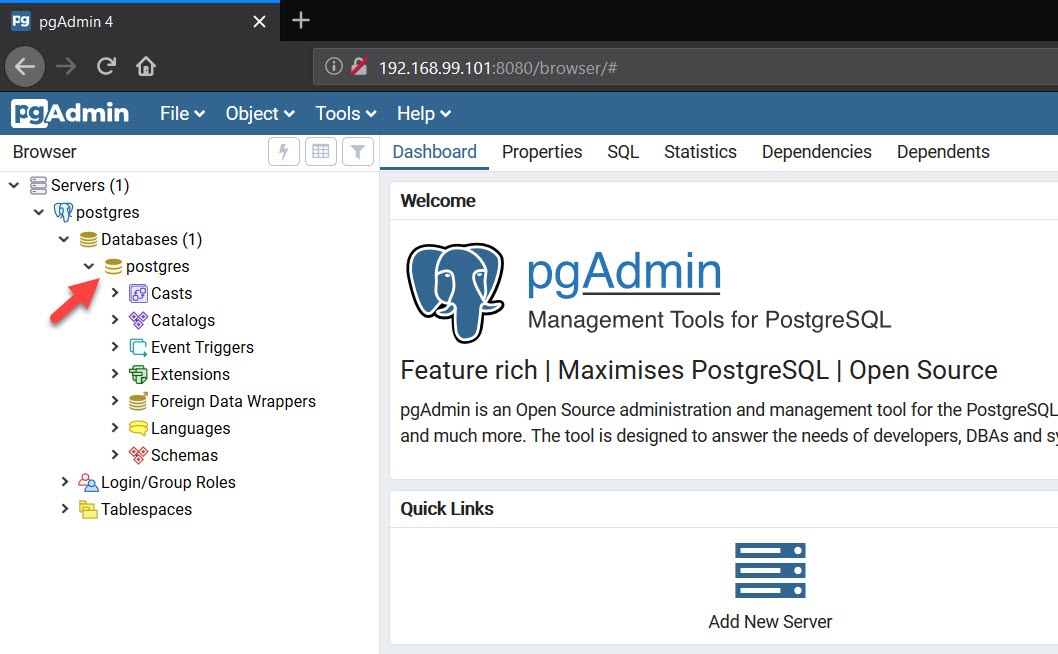 pg pgAdmin 4
192.168.99.101:8080/browser/#
pgAdmin File Object Tools Help
Browser Dashboard Properties SQL Statistics Dependencies Dependents
Servers (1)
postgres
Databases (1)
postgres
Casts
Catalogs
Event Triggers
Extensions
Foreign Data Wrappers
Languages
Schemas
Login/Group Roles
Tablespaces
Welcome
pgAdmin
Management Tools for PostgreSQL
Feature rich | Maximises PostgreSQL | Open Source
pgAdmin is an Open Source administration and management tool for the PostgreSQL
and much more. The tool is designed to answer the needs of developers, DBAs and sy
Quick Links
Add New Server